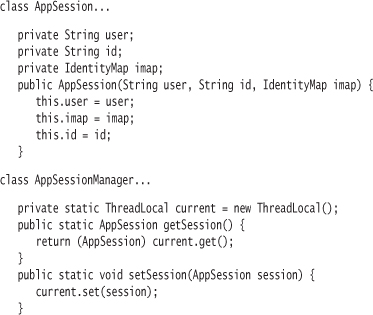 class AppSession...
private String user;
private String id;
private IdentityMap imap;
public AppSession(String user, String id, IdentityMap imap) {
this.user = user;
this.imap = imap;
this.id = id;
}
class AppSessionManager...
private static ThreadLocal current = new ThreadLocal();
public static AppSession getSession() {
return (AppSession) current.get();
}
public static void setSession(AppSession session) {
current.set(session);
}